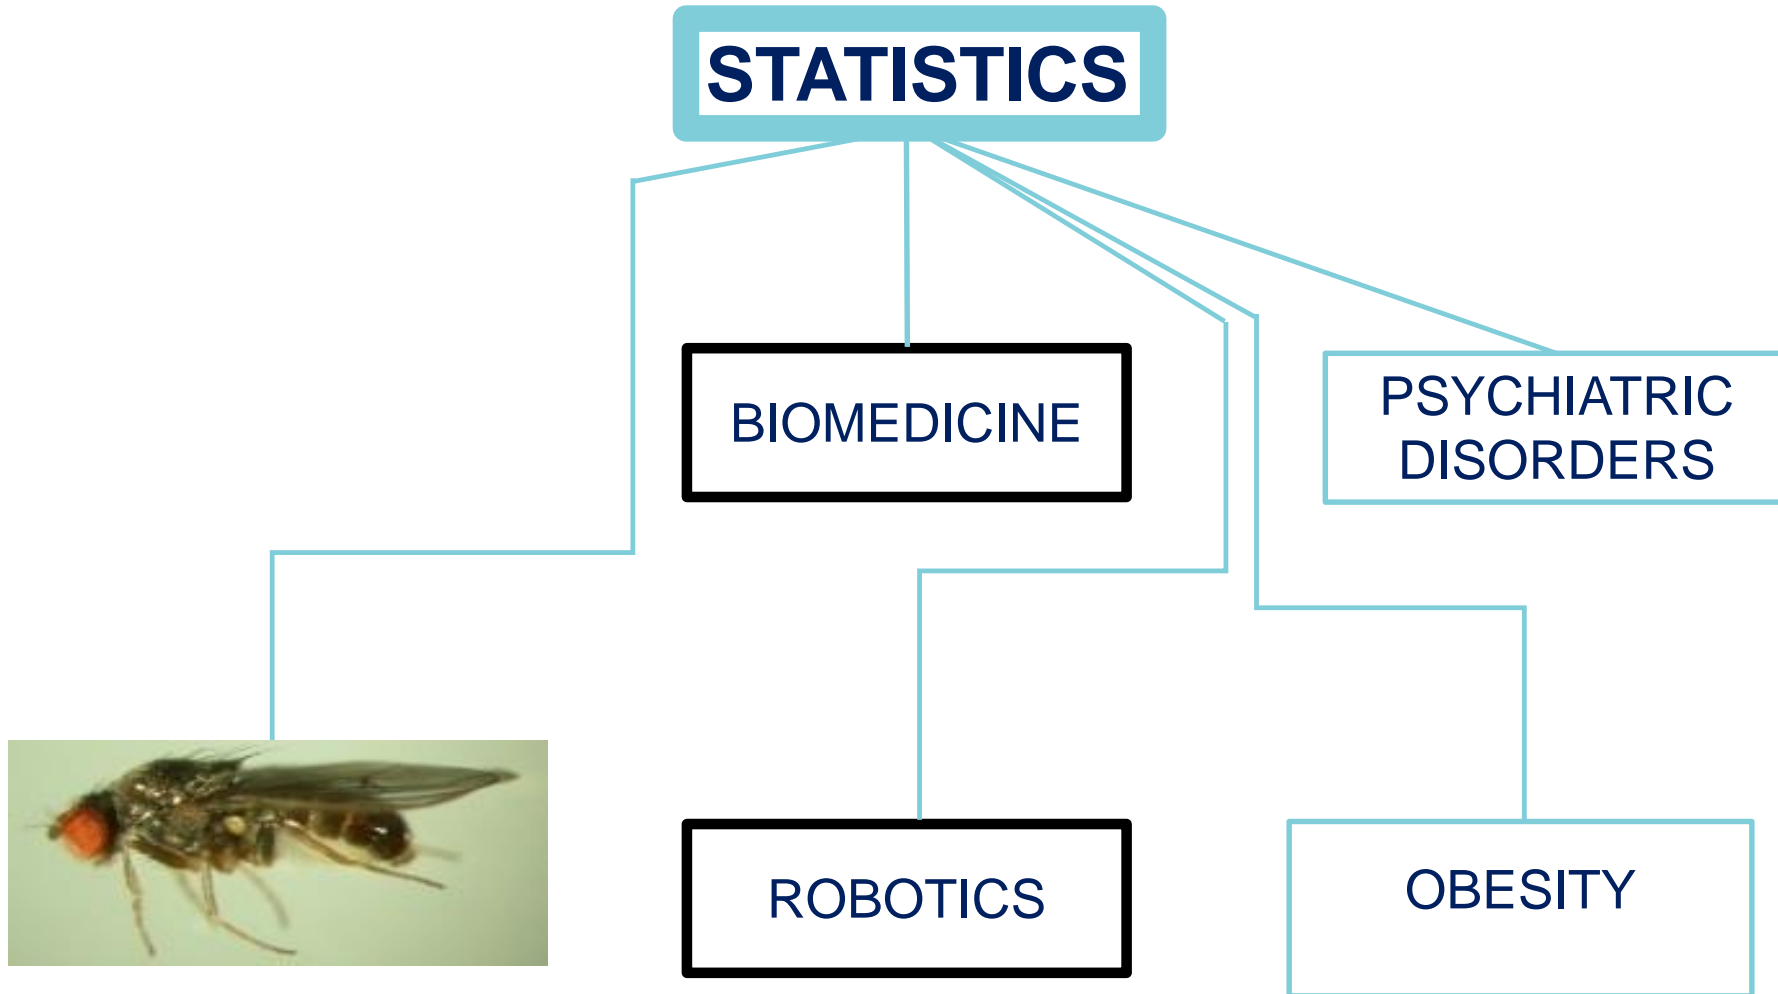 STATISTICS
BIOMEDICINE
PSYCHIATRIC
DISORDERS
ROBOTICS
OBESITY